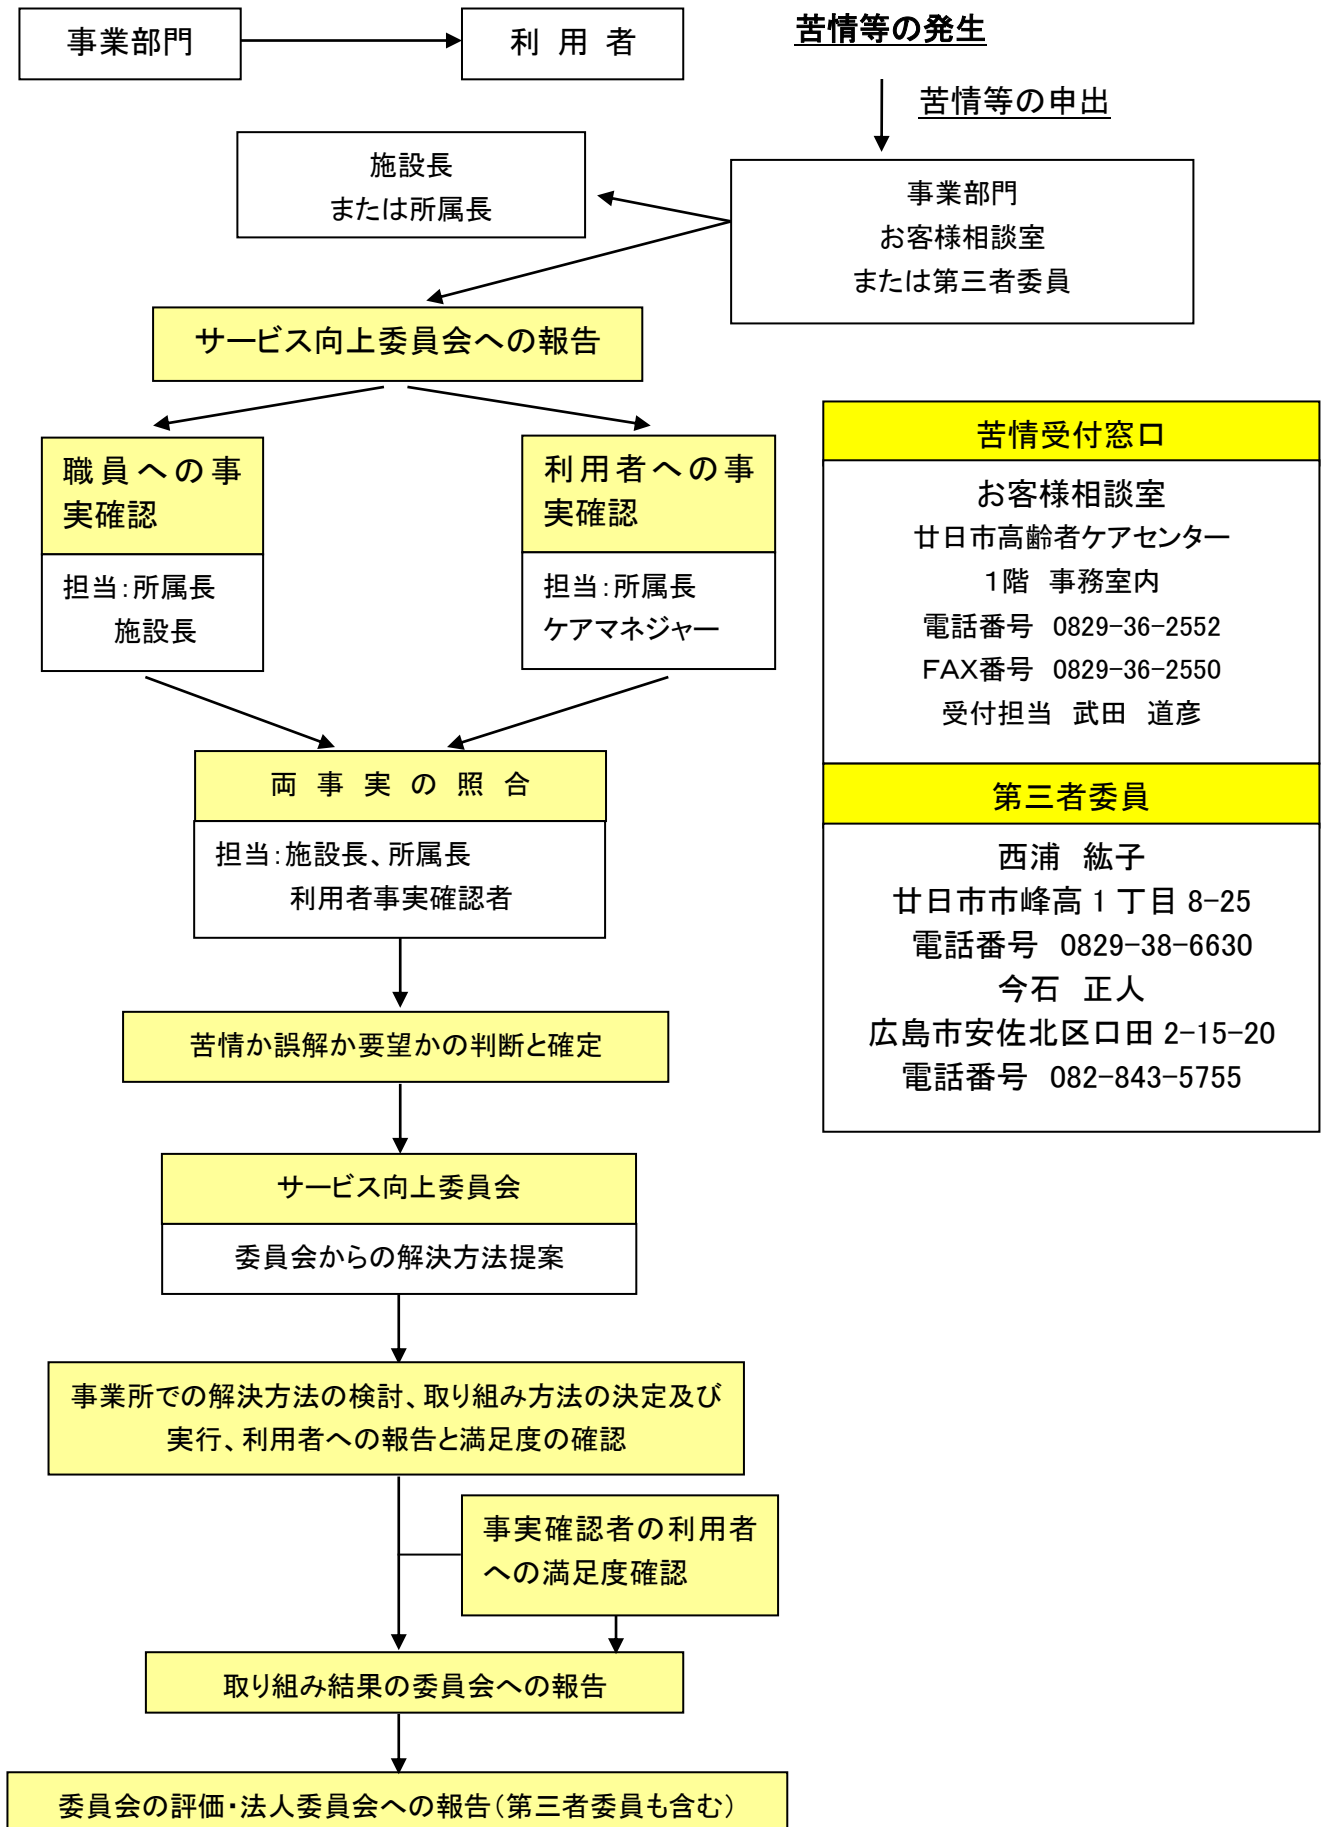 事業部門
利 用 者
苦情等の発生
苦情等の申出
施設長
または所属長
事業部門
お客様相談室
または第三者委員
サービス向上委員会への報告
職員への事
実確認
担当：所属長
施設長
利用者への事
実確認
担当：所属長
ケアマネジャー
両 事 実 の 照 合
担当：施設長、所属長
利用者事実確認者
苦情か誤解か要望かの判断と確定
サービス向上委員会
委員会からの解決方法提案
事業所での解決方法の検討、取り組み方法の決定及び
実行、利用者への報告と満足度の確認
事実確認者の利用者
への満足度確認
取り組み結果の委員会への報告
委員会の評価・法人委員会への報告（第三者委員も含む）
苦情受付窓口
お客様相談室
廿日市高齢者ケアセンター
１階 事務室内
電話番号 0829-36-2552
ＦＡＸ番号 0829-36-2550
受付担当 武田 道彦
第三者委員
西浦 紘子
廿日市市峰高 1 丁目 8-25
電話番号 0829-38-6630
今石 正人
広島市安佐北区口田 2-15-20
電話番号 082-843-5755